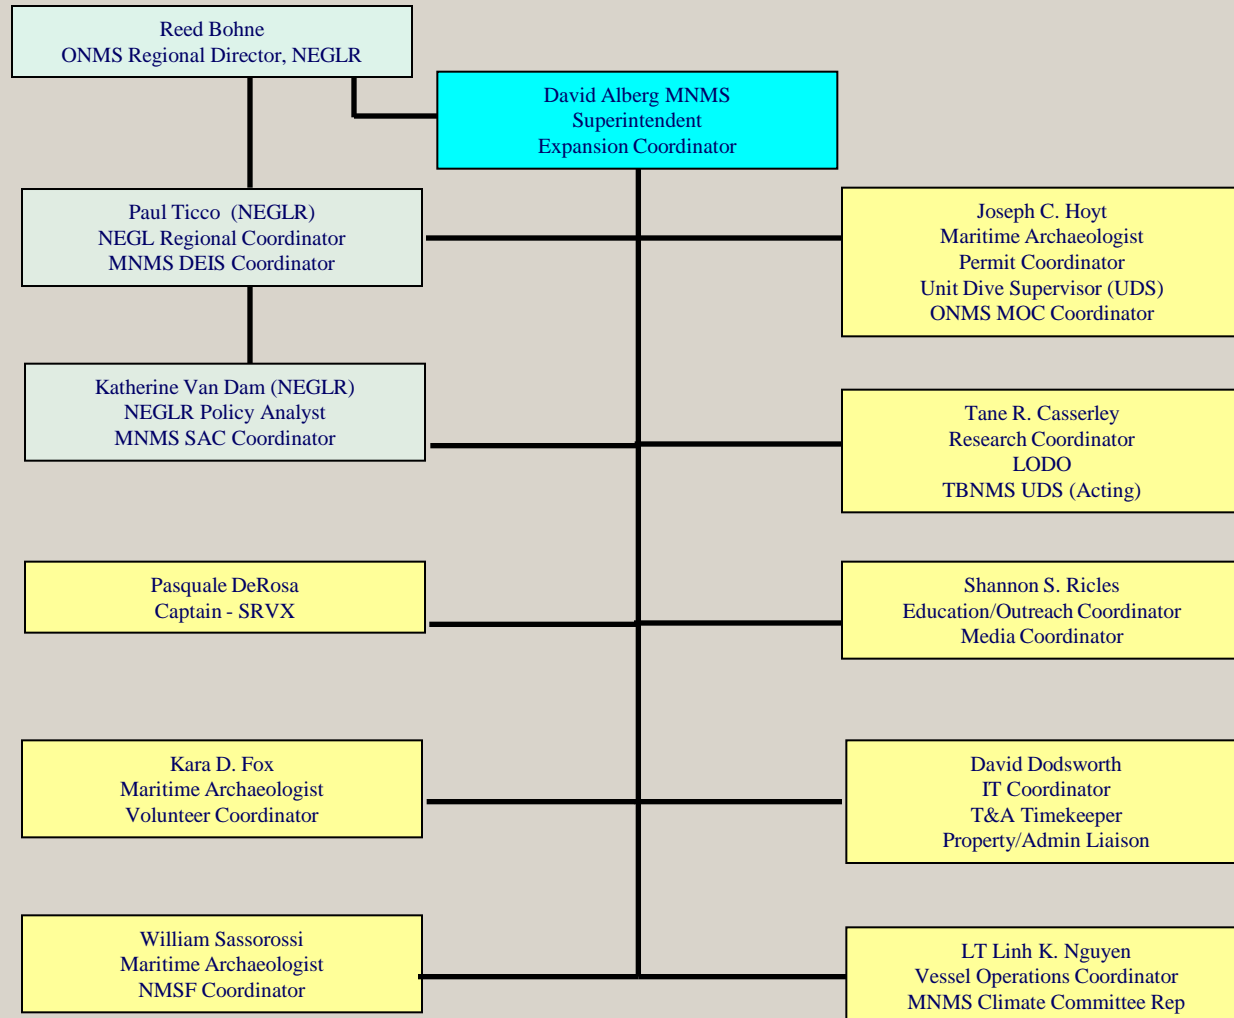 Reed Bohne
ONMS Regional Director, NEGLR
David Alberg MNMS
Superintendent
Expansion Coordinator
Paul Ticco (NEGLR)
NEGL Regional Coordinator
MNMS DEIS Coordinator
Joseph C. Hoyt
Maritime Archaeologist
Permit Coordinator
Unit Dive Supervisor (UDS)
ONMS MOC Coordinator
Katherine Van Dam (NEGLR)
NEGLR Policy Analyst
MNMS SAC Coordinator
Tane R. Casserley
Research Coordinator
LODO
TBNMS UDS (Acting)
Pasquale DeRosa
Captain - SRVX
Shannon S. Ricles
Education/Outreach Coordinator
Media Coordinator
Kara D. Fox
Maritime Archaeologist
Volunteer Coordinator
David Dodsworth
IT Coordinator
T&A Timekeeper
Property/Admin Liaison
William Sassorossi
Maritime Archaeologist
NMSF Coordinator
LT Linh K. Nguyen
Vessel Operations Coordinator
MNMS Climate Committee Rep